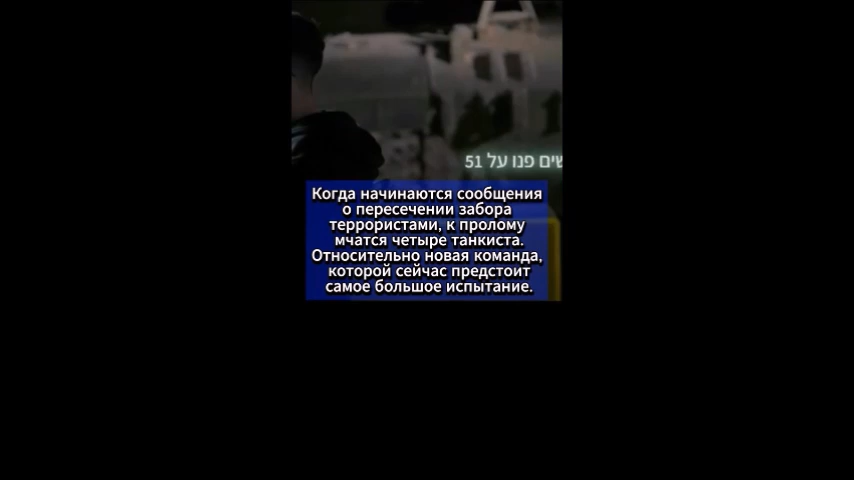 פנו על 51
Когда начинаются сообщения
о пересечении забора
террористами, к пролому
мчатся четыре танкиста.
Относительно новая команда,
которой сейчас предстоит
самое большое испытание.